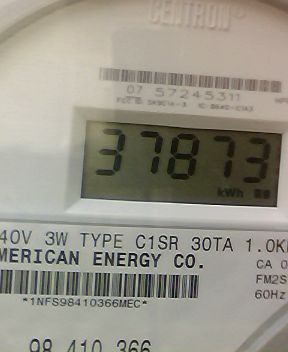 CENTRON
07 57245311
37873
kWh
40V 3W TYPE C1SR 30TA 1.0K
MERICAN ENERGY CO.
CA 0
FM2S
60Hz
*1NFS98410366MEC*
98 410 366